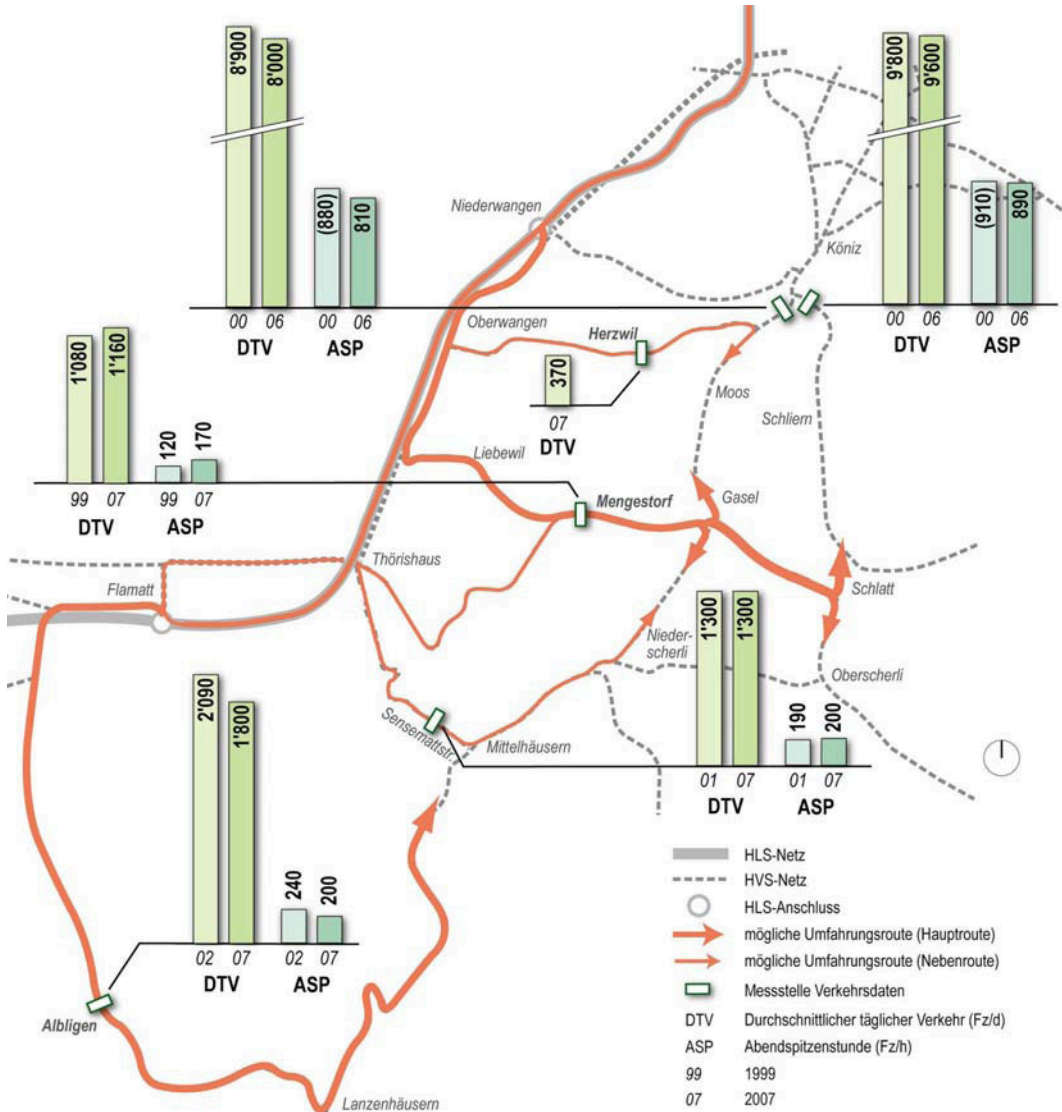 8'900
8'000
(880)
810
00
06
00
06
DTV
ASP
9'800
9'600
(910)
890
00
06
00
06
DTV
ASP
Niederwangen
Köniz
Oberwangen
Herzwil
370
07
DTV
Moos
Schliern
1'080
1'160
120
170
99
07
99
07
DTV
ASP
Liebewil
Mengestorf
Gasel
Thörishaus
Flamatt
Schlatt
Nieder-
scherli
Oberscherli
1'300
1'300
190
200
01
07
01
07
DTV
ASP
Sensemattstr.
Mittelhäusern
2'090
1'800
240
200
02
07
02
07
DTV
ASP
Albligen
Lanzenhäusern
HLS-Netz
HVS-Netz
HLS-Anschluss
mögliche Umfahrungsroute (Hauptroute)
mögliche Umfahrungsroute (Nebenroute)
Messstelle Verkehrsdaten
DTV Durchschnittlicher täglicher Verkehr (Fz/d)
ASP Abendspitzenstunde (Fz/h)
99 1999
07 2007